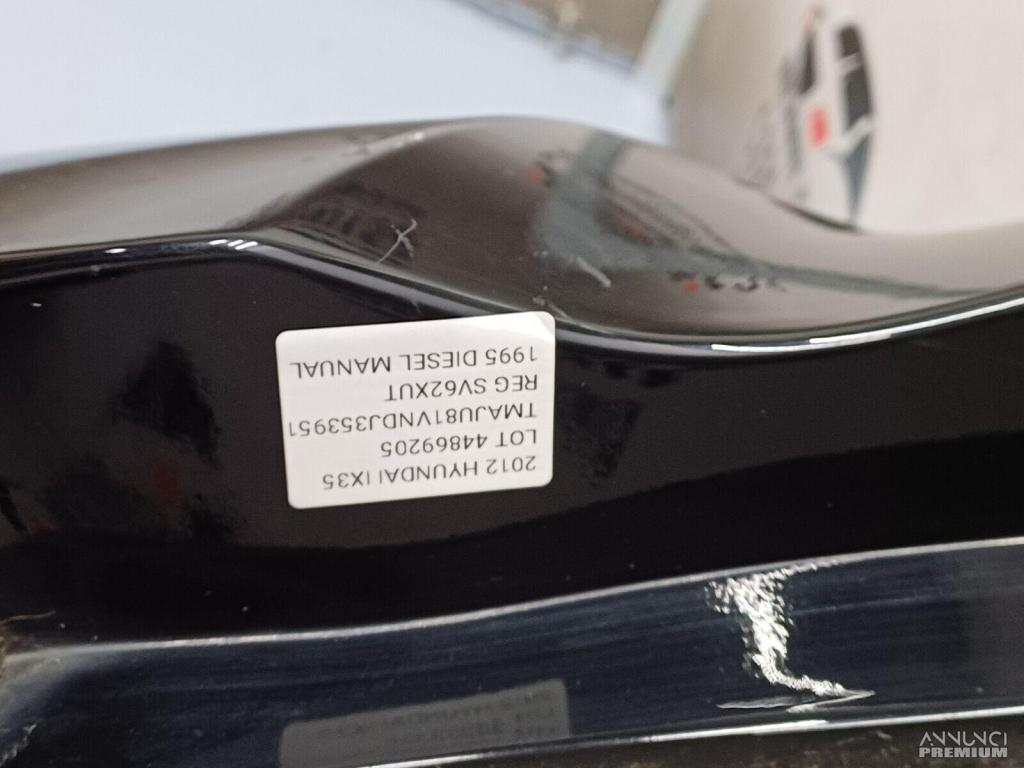 2012 HYUNDAI IX35
LOT 44869205
TMAJU81VNDJ353951
REG SV62XUT
1995 DIESEL MANUAL
ANNUNCI
PREMIUM